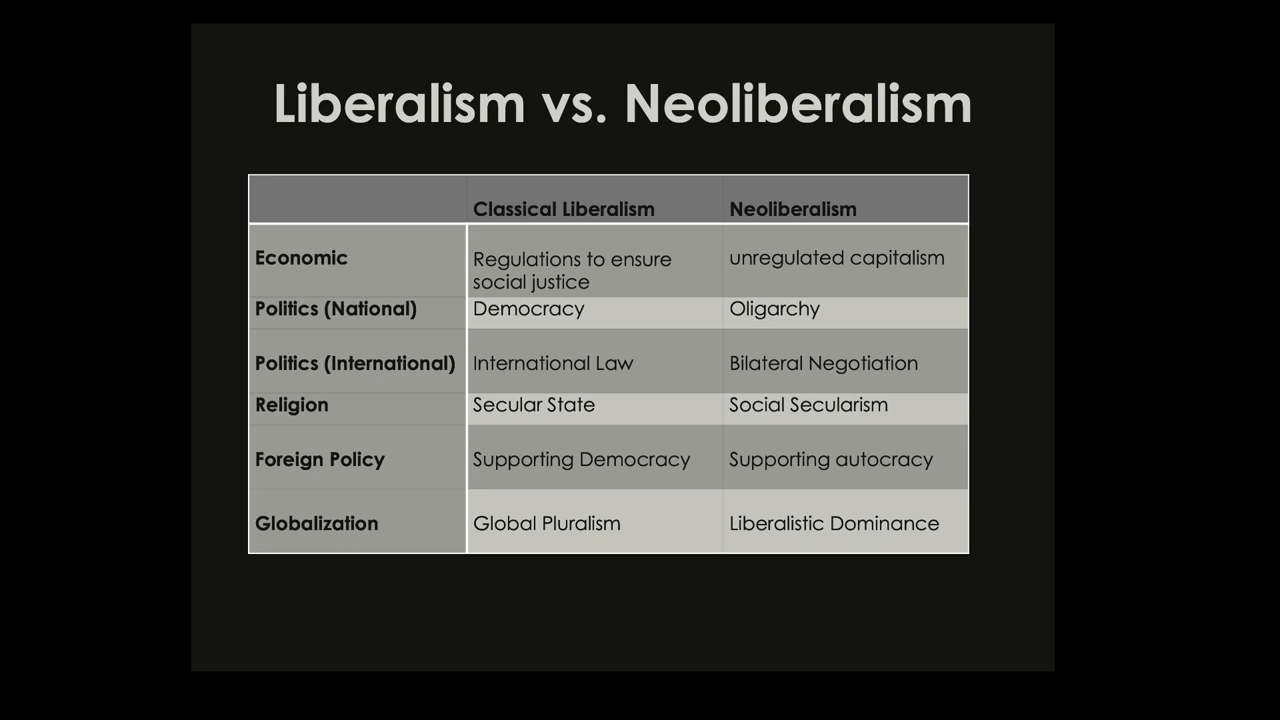 Liberalism vs. Neoliberalism
Classical Liberalism Neoliberalism
Economic Regulations to ensure unregulated capitalism
social justice
Politics (National) Democracy Oligarchy
Politics (International) International Law Bilateral Negotiation
Religion Secular State Social Secularism
Foreign Policy Supporting Democracy Supporting autocracy
Globalization Global Pluralism Liberalistic Dominance